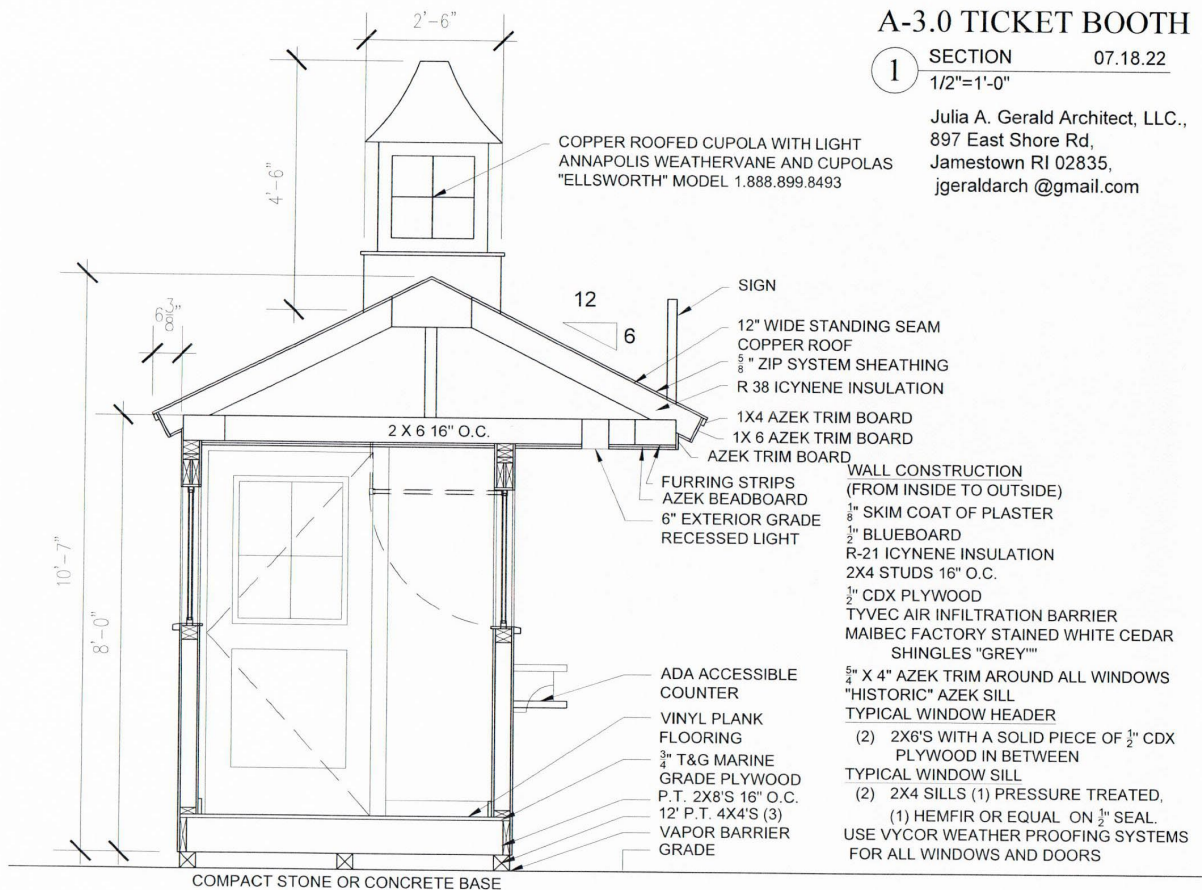 A-3.0 TICKET BOOTH
1
SECTION 07.18.22
1/2"=1'-0"
Julia A. Gerald Architect, LLC.,
897 East Shore Rd,
Jamestown RI 02835,
jgeraldarch @gmail.com
2'-6"
4'-6"
COPPER ROOFED CUPOLA WITH LIGHT
ANNAPOLIS WEATHERVANE AND CUPOLAS
"ELLSWORTH" MODEL 1.888.899.8493
12
6
SIGN
12" WIDE STANDING SEAM
COPPER ROOF
5/8" ZIP SYSTEM SHEATHING
R 38 ICYNENE INSULATION
1X4 AZEK TRIM BOARD
1X 6 AZEK TRIM BOARD
AZEK TRIM BOARD
2 X 6 16" O.C.
10'-7"
8'-0"
FURRING STRIPS
AZEK BEADBOARD
6" EXTERIOR GRADE
RECESSED LIGHT
ADA ACCESSIBLE
COUNTER
VINYL PLANK
FLOORING
3/4" T&G MARINE
GRADE PLYWOOD
P.T. 2X8'S 16" O.C.
12' P.T. 4X4'S (3)
VAPOR BARRIER
GRADE
WALL CONSTRUCTION
(FROM INSIDE TO OUTSIDE)
1/8" SKIM COAT OF PLASTER
1/2" BLUEBOARD
R-21 ICYNENE INSULATION
2X4 STUDS 16" O.C.
1/2" CDX PLYWOOD
TYVEC AIR INFILTRATION BARRIER
MAIBEC FACTORY STAINED WHITE CEDAR
SHINGLES "GREY""
5/4" X 4" AZEK TRIM AROUND ALL WINDOWS
"HISTORIC" AZEK SILL
TYPICAL WINDOW HEADER
(2) 2X6'S WITH A SOLID PIECE OF 1/2" CDX
PLYWOOD IN BETWEEN
TYPICAL WINDOW SILL
(2) 2X4 SILLS (1) PRESSURE TREATED,
(1) HEMFIR OR EQUAL ON 1/2" SEAL.
USE VYCOR WEATHER PROOFING SYSTEMS
FOR ALL WINDOWS AND DOORS
COMPACT STONE OR CONCRETE BASE